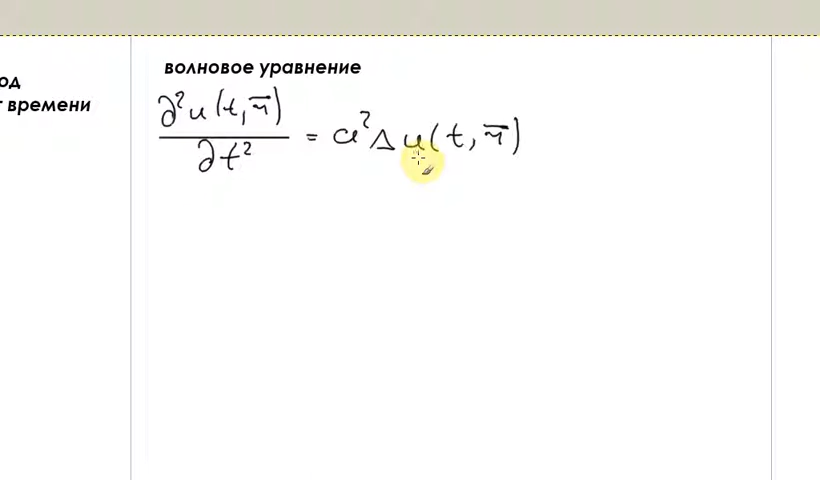 од
т времени
волновое уравнение
∂²u(t,r̄)
∂t²
= a²Δu(t,r̄)